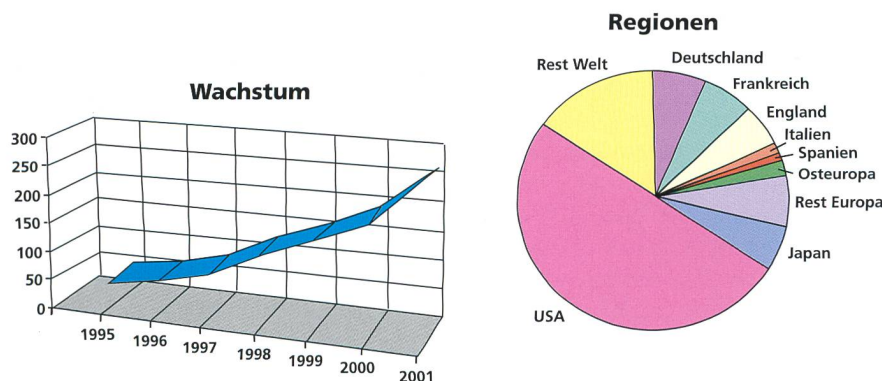 Wachstum
300
250
200
150
100
50
0
1995
1996
1997
1998
1999
2000
2001
Regionen
Deutschland
Rest Welt
Frankreich
England
Italien
Spanien
Osteuropa
Rest Europa
Japan
USA